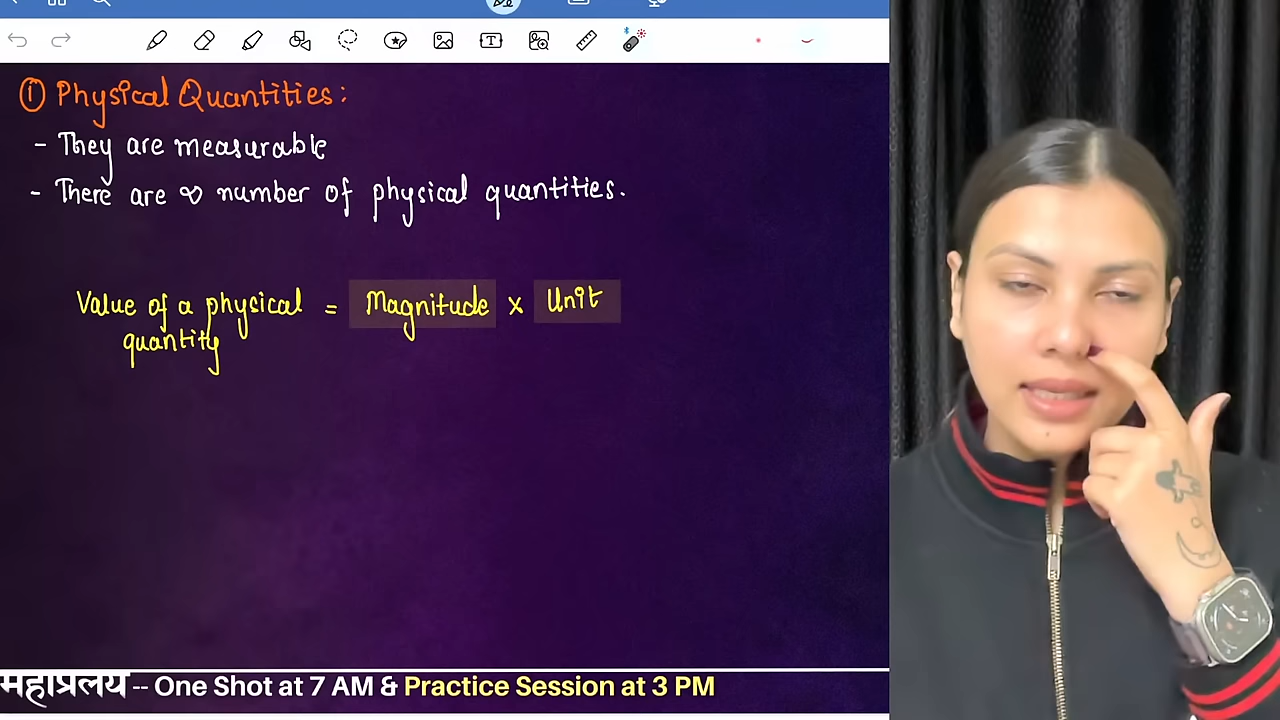 ① Physical Quantities:
- They are measurable
- There are ∞ number of physical quantities.
Value of a physical = Magnitude x Unit
quantity
महाप्रलय -- One Shot at 7 AM & Practice Session at 3 PM